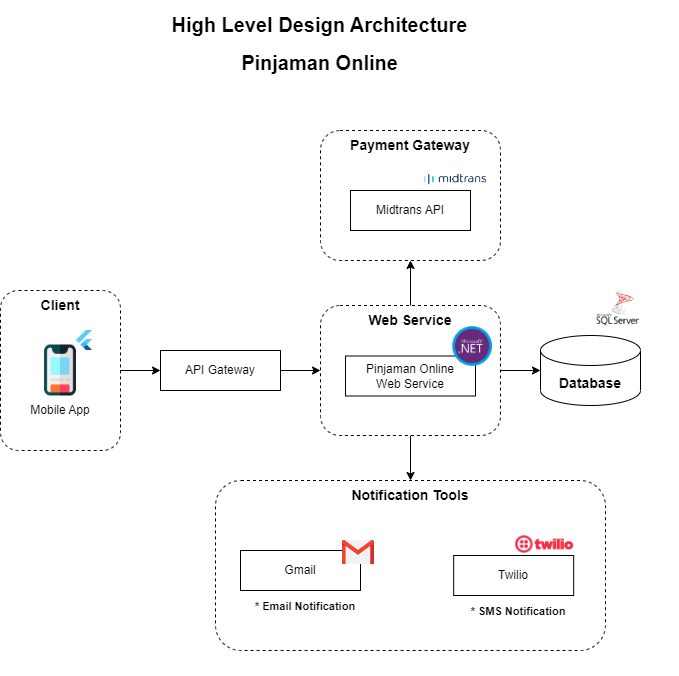 High Level Design Architecture
Pinjaman Online
Payment Gateway
midtrans
Midtrans API
Client
Mobile App
API Gateway
Web Service
Microsoft
.NET
Pinjaman Online
Web Service
SQL Server
Database
Notification Tools
Gmail
* Email Notification
twilio
Twilio
* SMS Notification